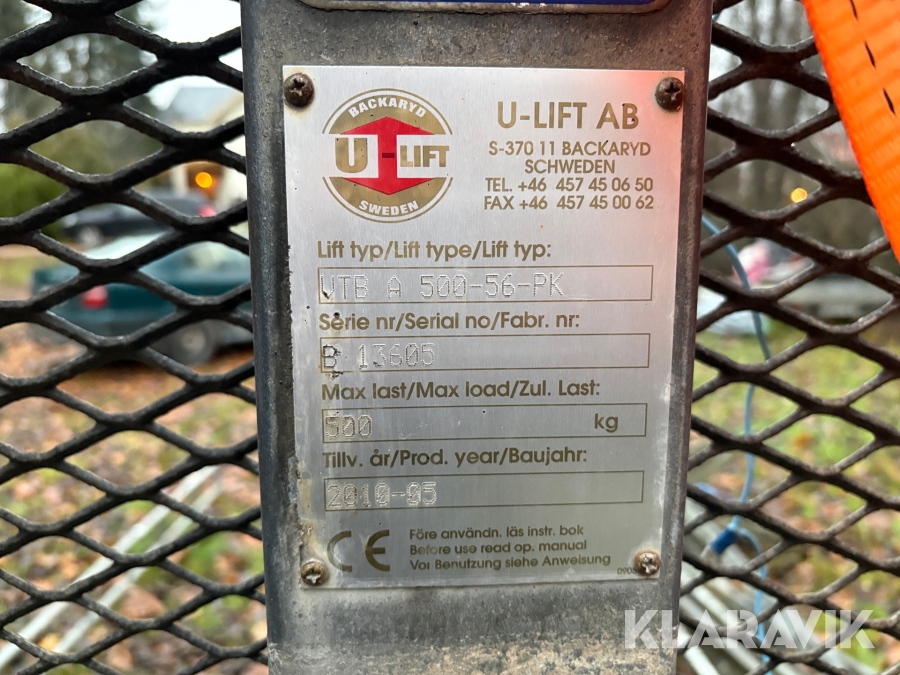 BACKARYD
U-LIFT
SWEDEN
U-LIFT AB
S-370 11 BACKARYD
SCHWEDEN
TEL. +46 457 45 06 50
FAX +46 457 45 00 62
Lift typ/Lift type/Lift typ:
VTB A 500-56-PK
Serie nr/Serial no/Fabr. nr:
B 13605
Max last/Max load/Zul. Last:
500 kg
Tillv. år/Prod. year/Baujahr:
2010-05
CE
Före användn. läs instr. bok
Before use read op. manual
Vor Benutzung siehe Anweisung
KLARAVIK